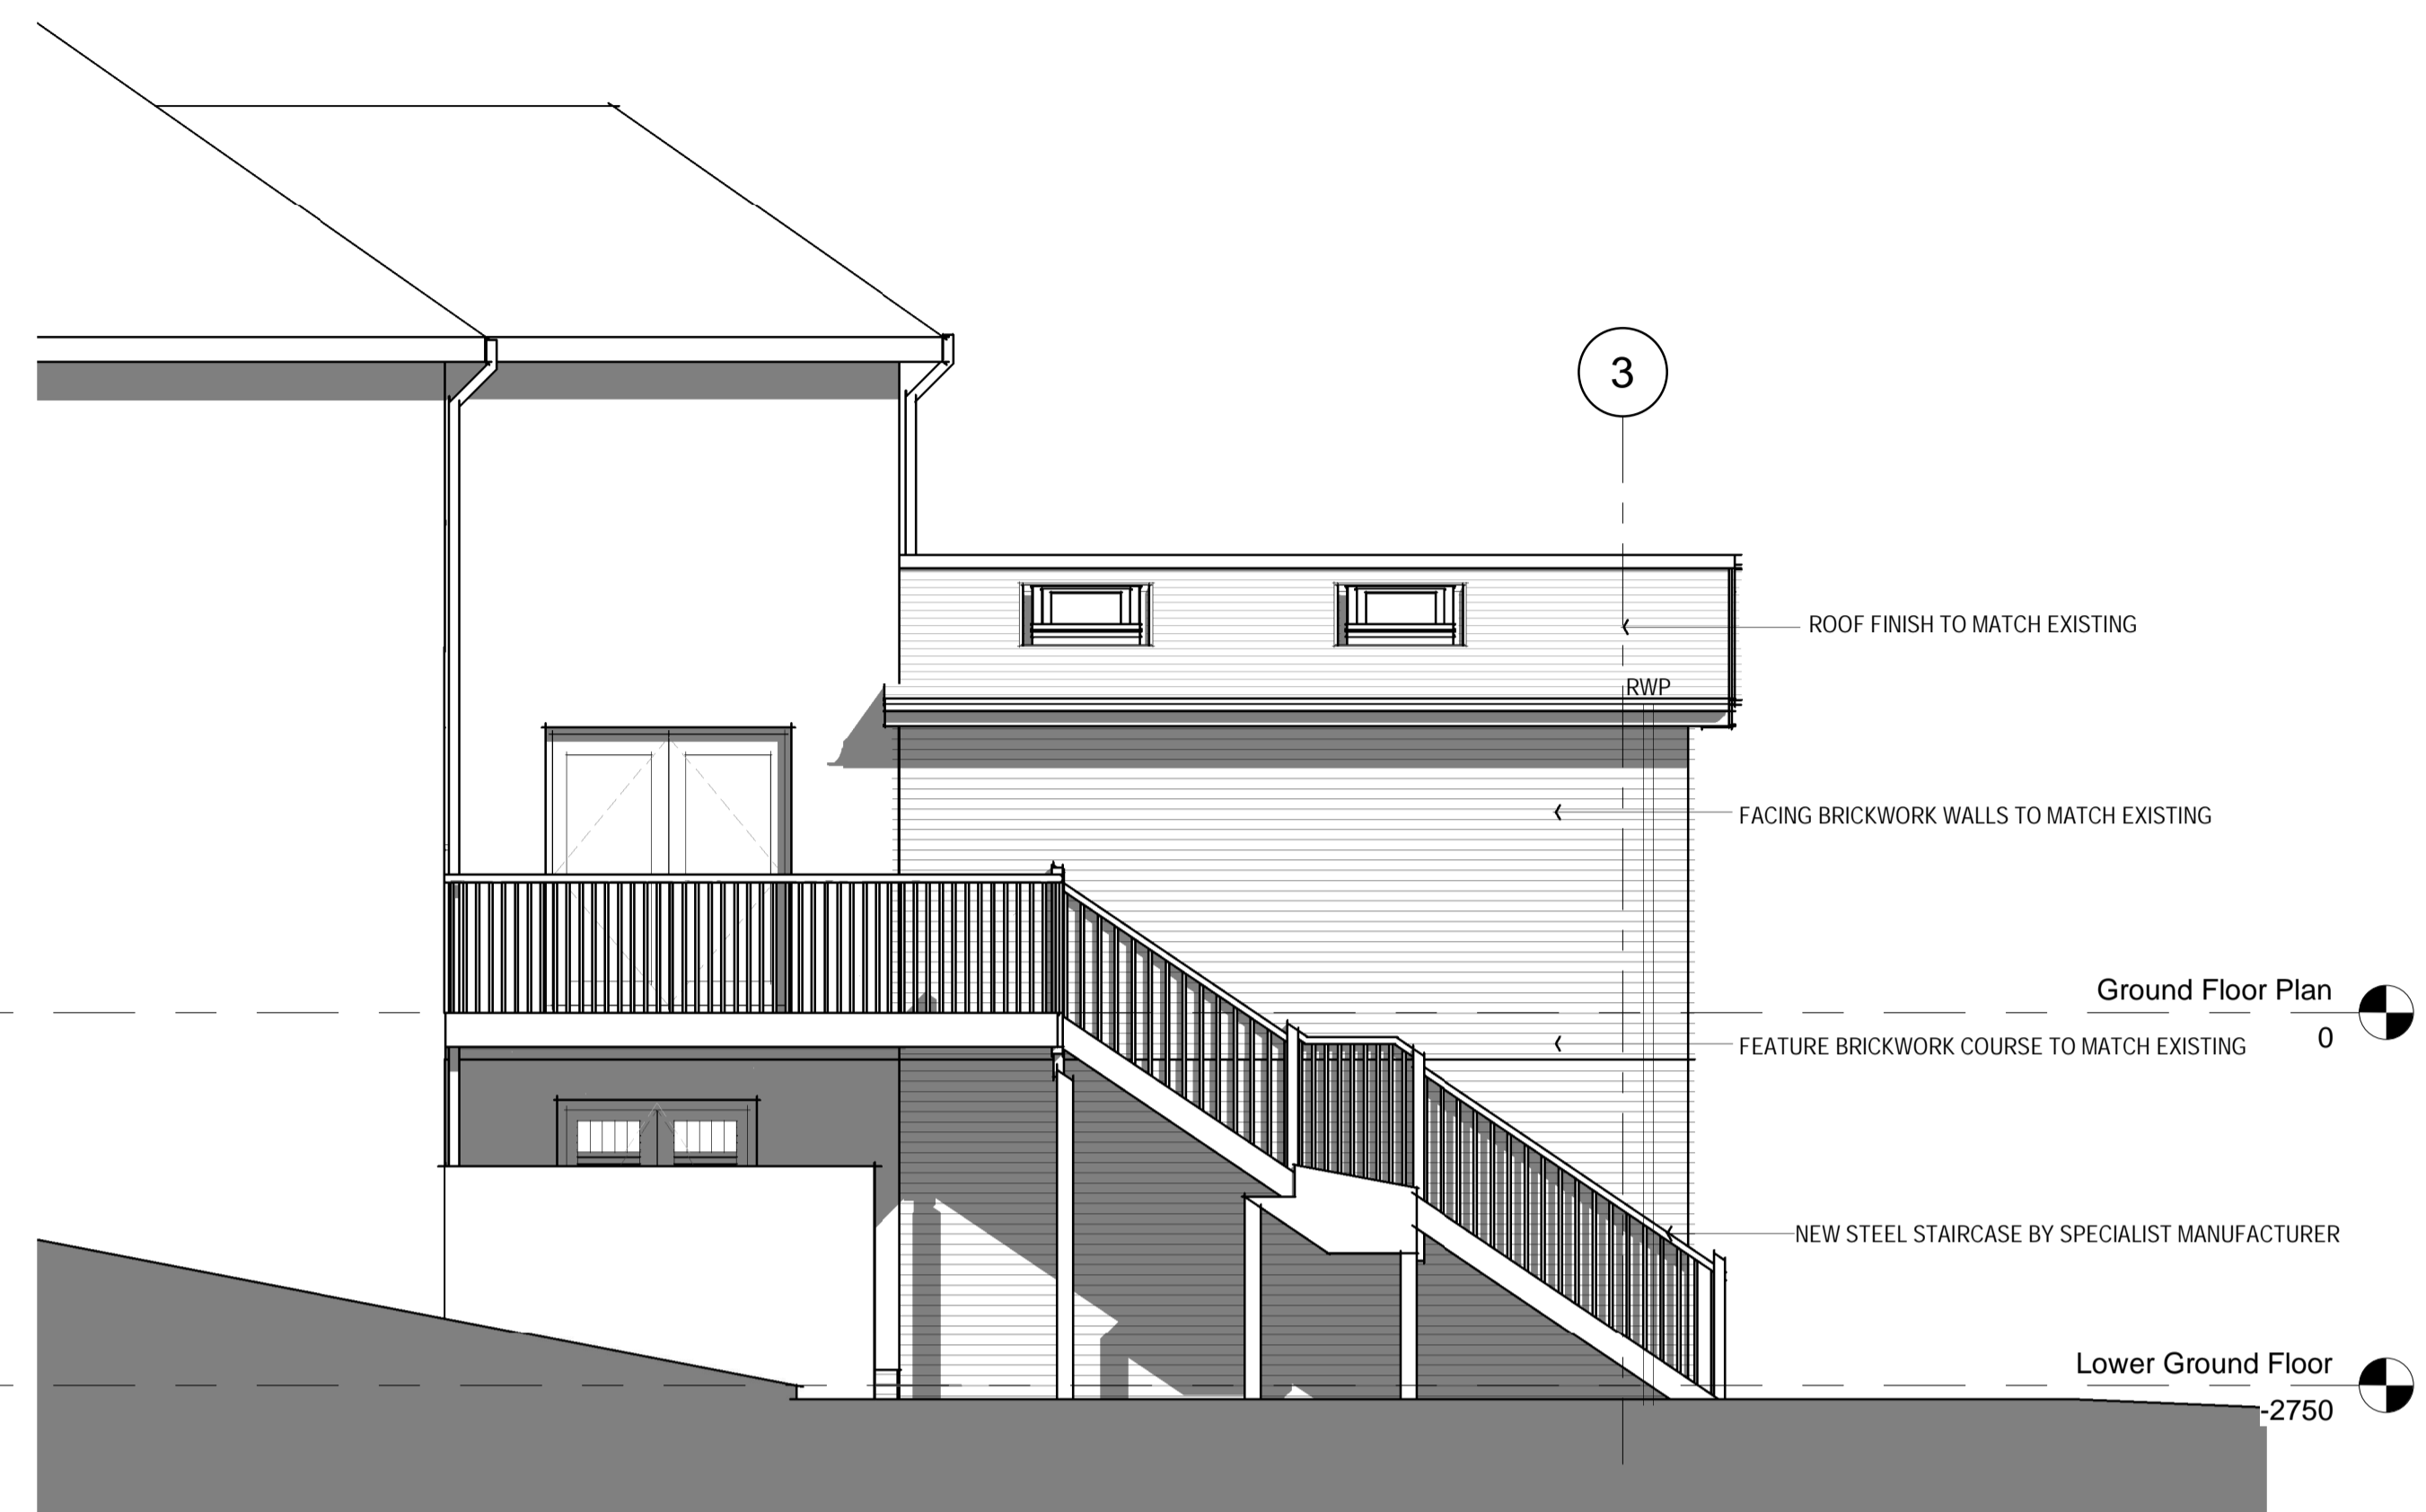 3
ROOF FINISH TO MATCH EXISTING
RWP
FACING BRICKWORK WALLS TO MATCH EXISTING
Ground Floor Plan
0
FEATURE BRICKWORK COURSE TO MATCH EXISTING
NEW STEEL STAIRCASE BY SPECIALIST MANUFACTURER
Lower Ground Floor
-2750